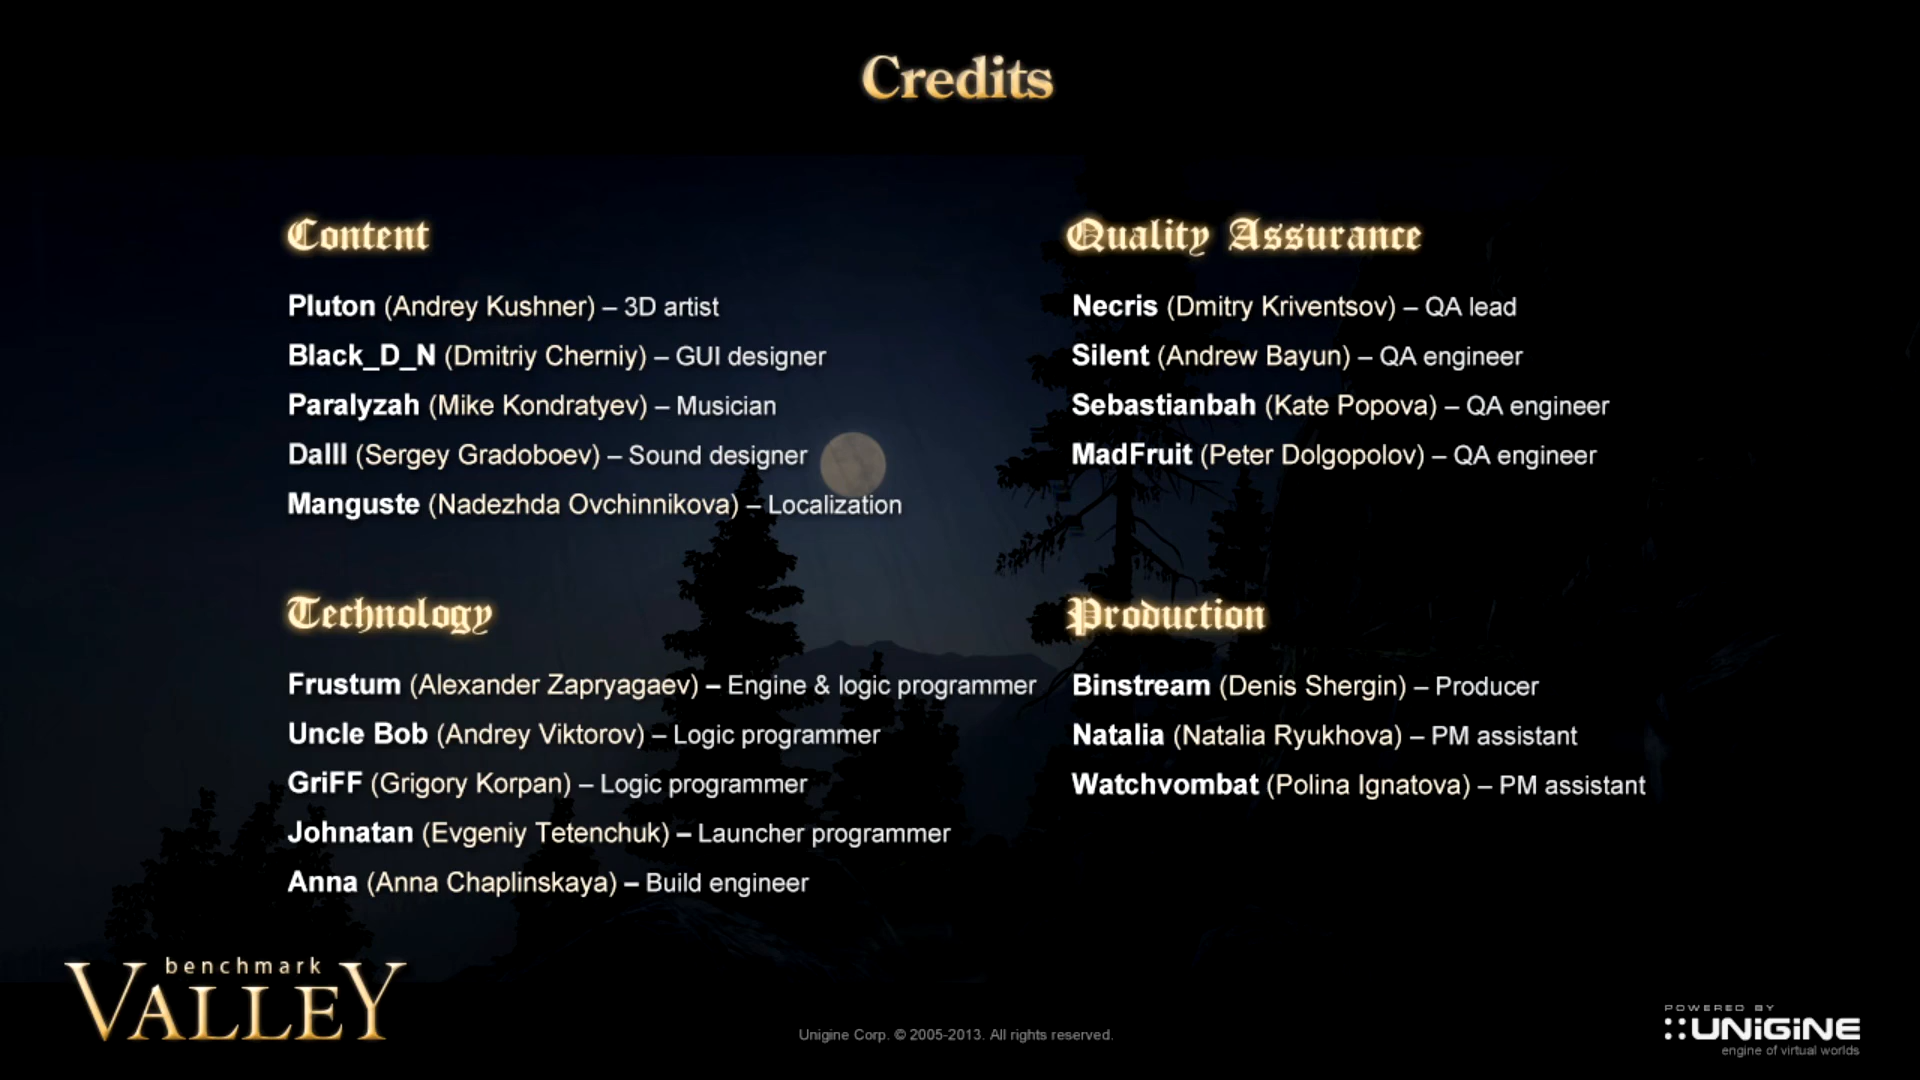 Credits
Content
Pluton (Andrey Kushner) – 3D artist
Black_D_N (Dmitriy Cherniy) – GUI designer
Paralyzah (Mike Kondratyev) – Musician
Dalll (Sergey Gradoboev) – Sound designer
Manguste (Nadezhda Ovchinnikova) – Localization
Quality Assurance
Necris (Dmitry Kriventsov) – QA lead
Silent (Andrew Bayun) – QA engineer
Sebastianbah (Kate Popova) – QA engineer
MadFruit (Peter Dolgopolov) – QA engineer
Technology
Frustum (Alexander Zapryagaev) – Engine & logic programmer
Uncle Bob (Andrey Viktorov) – Logic programmer
GriFF (Grigory Korpan) – Logic programmer
Johnatan (Evgeniy Tetenchuk) – Launcher programmer
Anna (Anna Chaplinskaya) – Build engineer
Production
Binstream (Denis Shergin) – Producer
Natalia (Natalia Ryukhova) – PM assistant
Watchvombat (Polina Ignatova) – PM assistant
benchmark
VALLEY
Unigine Corp. © 2005-2013. All rights reserved.
POWERED BY
UNiGiNE
engine of virtual worlds